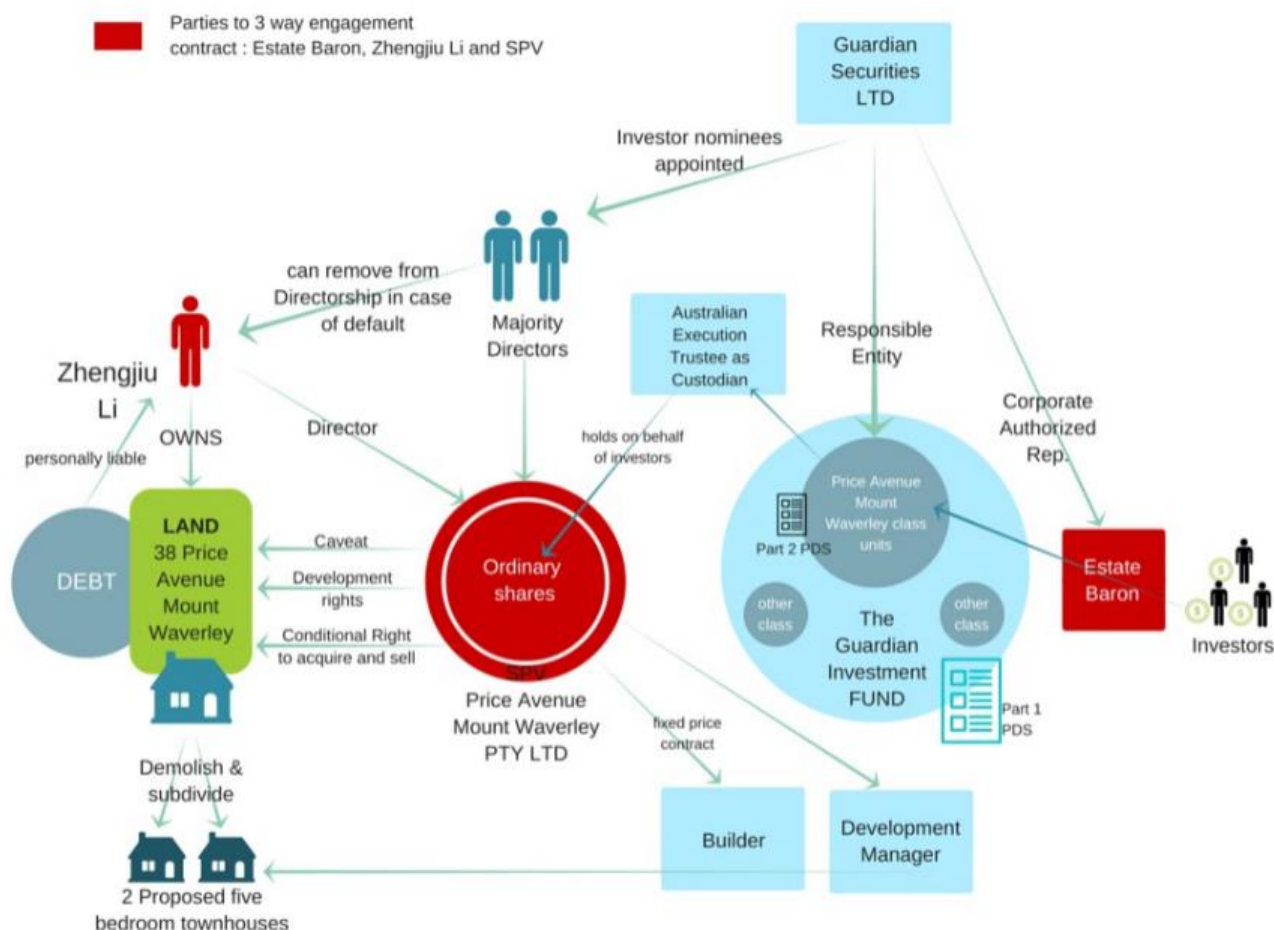 Parties to 3 way engagement
contract : Estate Baron, Zhengjiu Li and SPV
Guardian
Securities
LTD
Investor nominees
appointed
can remove from
Directorship in case
of default
Majority
Directors
Australian
Execution
Trustee as
Custodian
Responsible
Entity
Zhengjiu
Li
OWNS
personally liable
Director
holds on behalf
of investors
Corporate
Authorized
Rep.
Price Avenue
Mount
Waverley class
units
Part 2 PDS
LAND
38 Price
Avenue
Mount
Waverley
DEBT
Caveat
Development
rights
Conditional Right
to acquire and sell
Ordinary
shares
other
class
other
class
The
Guardian
Investment
FUND
Estate
Baron
$
$
$
Investors
SPV
Price Avenue
Mount Waverley
PTY LTD
Part 1
PDS
fixed price
contract
Demolish &
subdivide
Builder
Development
Manager
2 Proposed five
bedroom townhouses